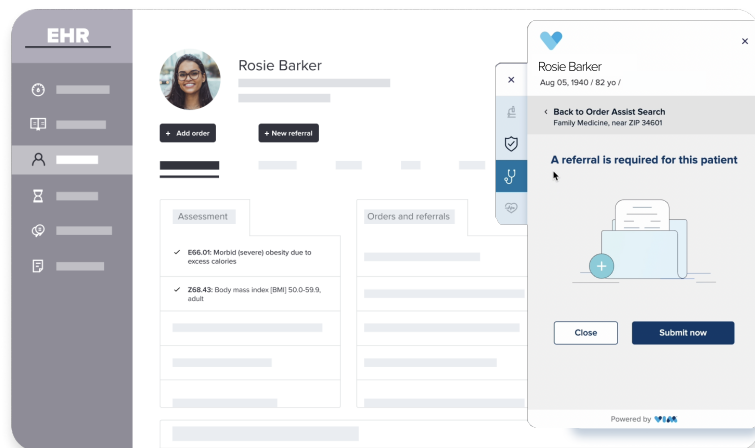 EHR
Rosie Barker
+ Add order
+ New referral
Assessment
Orders and referrals
E66.01: Morbid (severe) obesity due to
excess calories
Z68.43: Body mass index [BMI] 50.0-59.9,
adult
Rosie Barker
Aug 05, 1940 / 82 yo /
Back to Order Assist Search
Family Medicine, near ZIP 34601
A referral is required for this patient
Close
Submit now
Powered by VIM